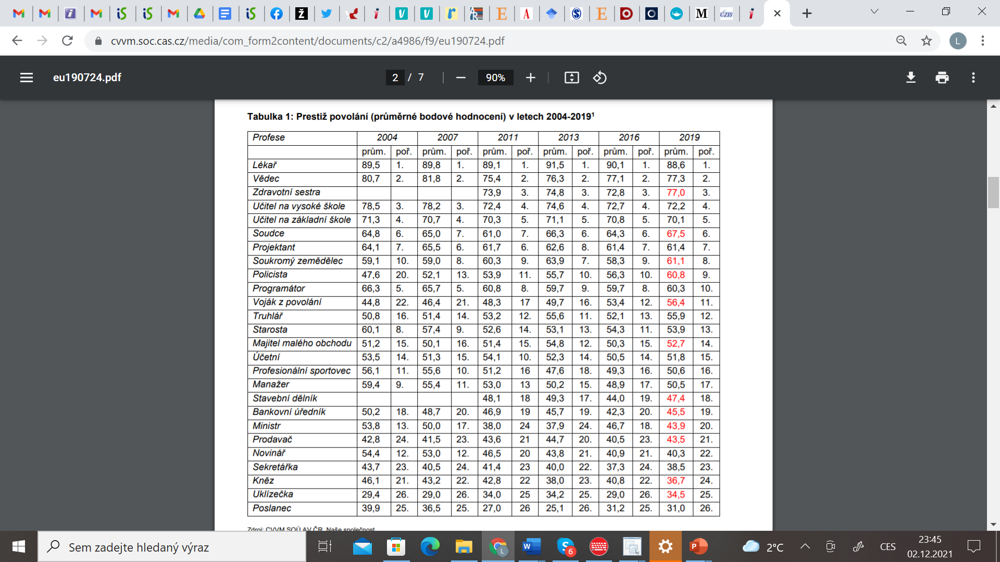 cvvm.soc.cas.cz/media/com_form2content/documents/c2/a4986/f9/eu190724.pdf
L
eu190724.pdf
2 / 7
90%
Tabulka 1: Prestiž povolání (průměrné bodové hodnocení) v letech 2004-2019¹
Profese 2004 2007 2011 2013 2016 2019
prům. poř. prům. poř. prům. poř. prům. poř. prům. poř. prům. poř.
Lékař 89,5 1. 89,8 1. 89,1 1. 91,5 1. 90,1 1. 88,6 1.
Vědec 80,7 2. 81,8 2. 75,4 2. 76,3 2. 77,1 2. 77,3 2.
Zdravotní sestra 73,9 3. 74,8 3. 72,8 3. 77,0 3.
Učitel na vysoké škole 78,5 3. 78,2 3. 72,4 4. 74,6 4. 72,7 4. 72,2 4.
Učitel na základní škole 71,3 4. 70,7 4. 70,3 5. 71,1 5. 70,8 5. 70,1 5.
Soudce 64,8 6. 65,0 7. 61,0 7. 66,3 6. 64,3 6. 67,5 6.
Projektant 64,1 7. 65,5 6. 61,7 6. 62,6 8. 61,4 7. 61,4 7.
Soukromý zemědělec 59,1 10. 59,0 8. 60,3 9. 63,9 7. 58,3 9. 61,1 8.
Policista 47,6 20. 52,1 13. 53,9 11. 55,7 10. 56,3 10. 60,8 9.
Programátor 66,3 5. 65,7 5. 60,8 8. 59,7 9. 59,7 8. 60,3 10.
Voják z povolání 44,8 22. 46,4 21. 48,3 17 49,7 16. 53,4 12. 56,4 11.
Truhlář 50,8 16. 51,4 14. 53,2 12. 55,6 11. 52,1 13. 55,9 12.
Starosta 60,1 8. 57,4 9. 52,6 14. 53,1 13. 54,3 11. 53,9 13.
Majitel malého obchodu 51,2 15. 50,1 16. 51,4 15. 54,8 12. 50,3 15. 52,7 14.
Účetní 53,5 14. 51,3 15. 54,1 10. 52,3 14. 50,5 14. 51,8 15.
Profesionální sportovec 56,1 11. 55,6 10. 51,2 16 47,6 18. 49,3 16. 50,6 16.
Manažer 59,4 9. 55,4 11. 53,0 13 50,2 15. 48,9 17. 50,5 17.
Stavební dělník 48,1 18 49,3 17. 44,0 19. 47,4 18.
Bankovní úředník 50,2 18. 48,7 20. 46,9 19 45,7 19. 42,3 20. 45,5 19.
Ministr 53,8 13. 50,0 17. 38,0 24 37,9 24. 46,7 18. 43,9 20.
Prodavač 42,8 24. 41,5 23. 43,6 21 44,7 20. 40,5 23. 43,5 21.
Novinář 54,4 12. 53,0 12. 46,5 20 43,8 21. 40,9 21. 40,3 22.
Sekretářka 43,7 23. 40,5 24. 41,4 23 40,0 22. 37,3 24. 38,5 23.
Kněz 46,1 21. 43,2 22. 42,8 22 38,0 23. 40,8 22. 36,7 24.
Uklízečka 29,4 26. 29,0 26. 34,0 25 34,2 25. 29,0 26. 34,5 25.
Poslanec 39,9 25. 36,5 25. 27,0 26 25,1 26. 31,2 25. 31,0 26.
Zdroj: CVVM SOÚ AV ČR, Naše společnost
Sem zadejte hledaný výraz
6
2°C
CES
23:45
02.12.2021